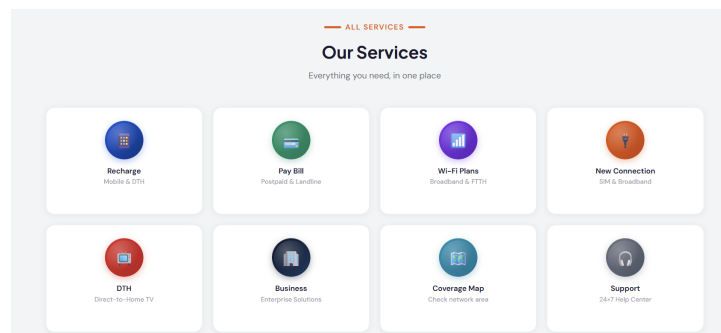 ALL SERVICES
Our Services
Everything you need, in one place
Recharge
Mobile & DTH
Pay Bill
Postpaid & Landline
Wi-Fi Plans
Broadband & FTTH
New Connection
SIM & Broadband
DTH
Direct-to-Home TV
Business
Enterprise Solutions
Coverage Map
Check network area
Support
24×7 Help Center